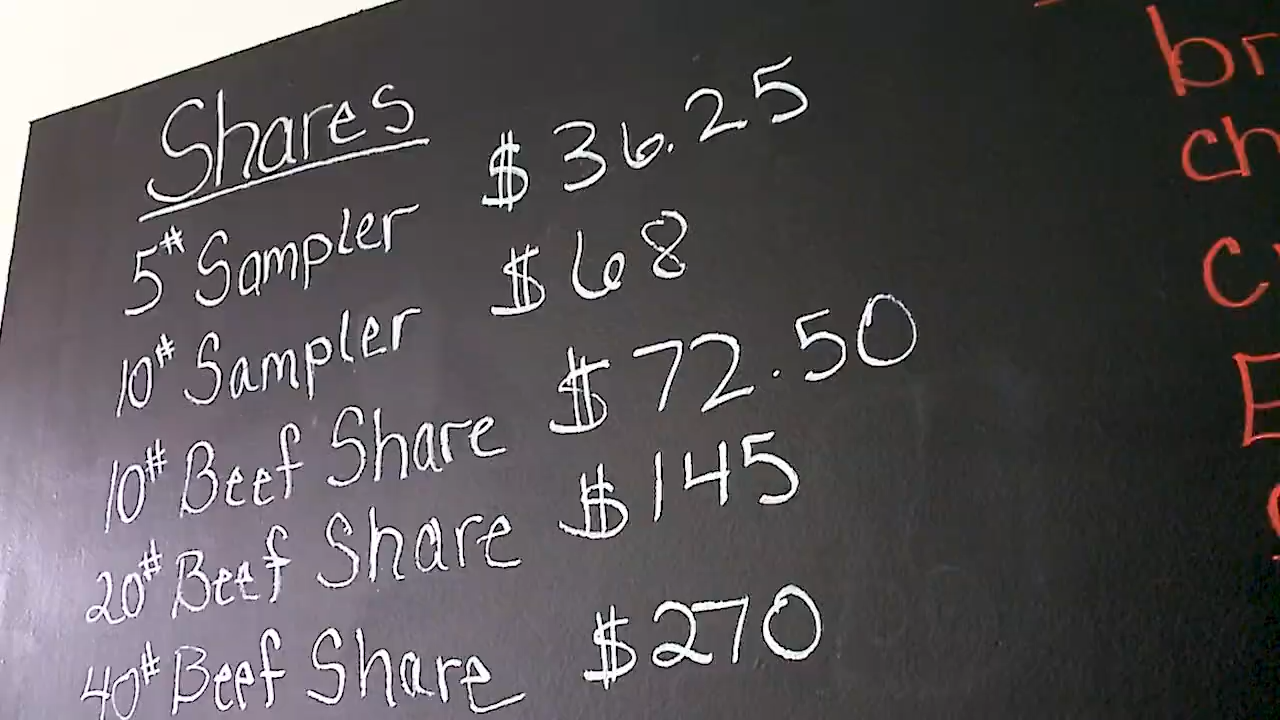 Shares
5# Sampler $36.25
10# Sampler $68
10# Beef Share $72.50
20# Beef Share $145
40# Beef Share $270